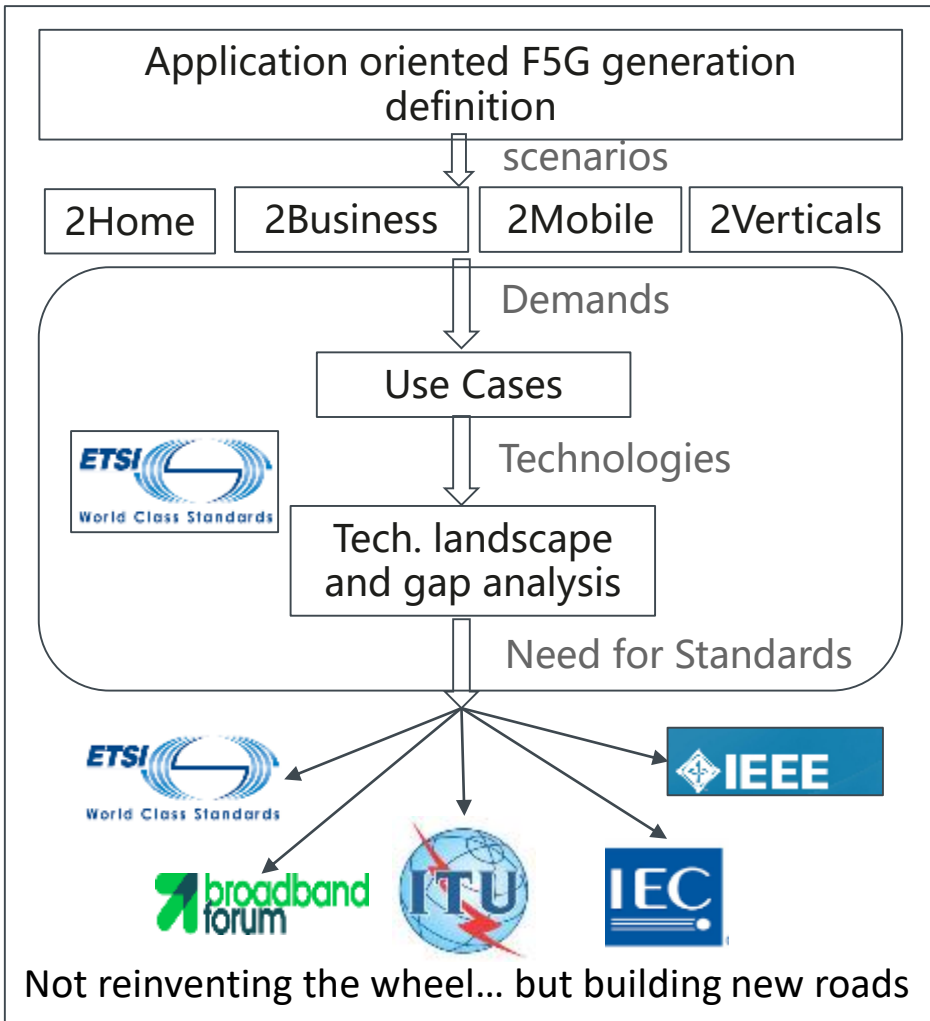 Application oriented F5G generation
definition
scenarios
2Home
2Business
2Mobile
2Verticals
Demands
Use Cases
ETSI
World Class Standards
Technologies
Tech. landscape
and gap analysis
Need for Standards
ETSI
World Class Standards
IEEE
broadband
forum
ITU
IEC
Not reinventing the wheel... but building new roads